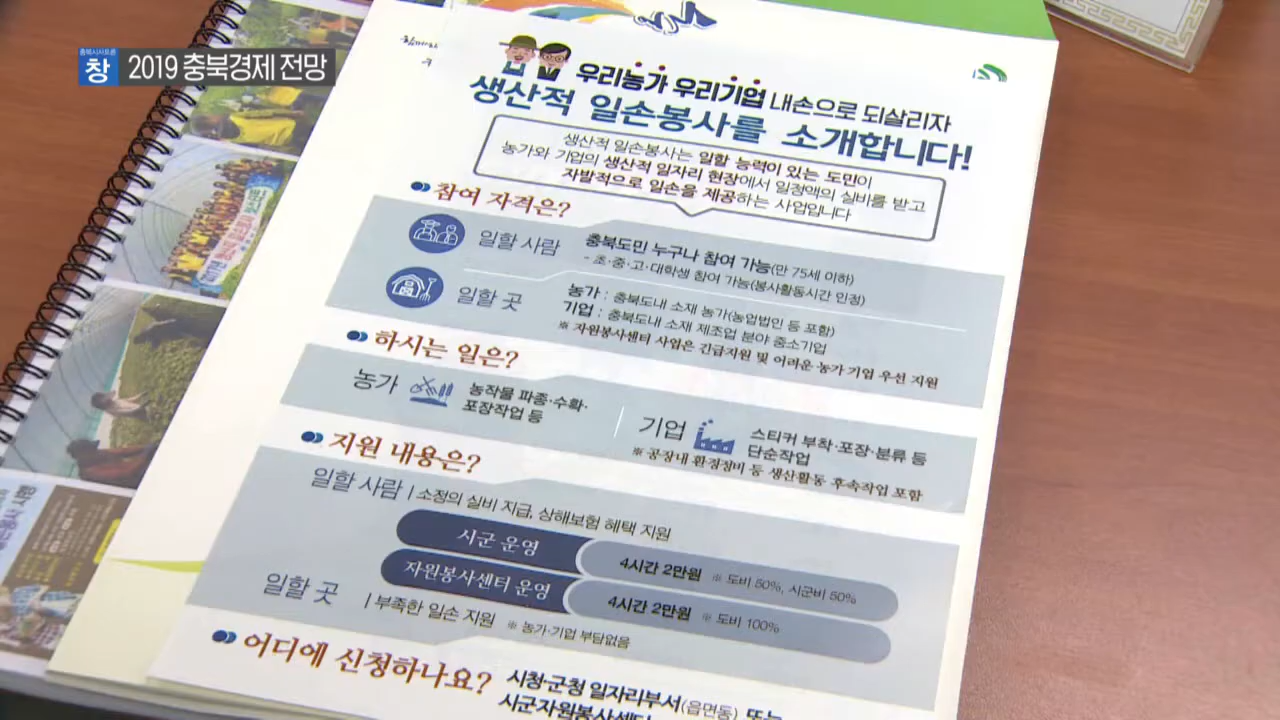 충북시사토론
창 2019 충북경제 전망
우리농가 우리기업 내손으로 되살리자
생산적 일손봉사를 소개합니다!
생산적 일손봉사는 일할 능력이 있는 도민이
농가와 기업의 생산적 일자리 현장에서 일정액의 실비를 받고
자발적으로 일손을 제공하는 사업입니다
참여 자격은?
일할 사람
충북도민 누구나 참여 가능(만 75세 이하)
- 초·중·고·대학생 참여 가능(봉사활동시간 인정)
일할 곳
농가 : 충북도내 소재 농가(농업법인 등 포함)
기업 : 충북도내 소재 제조업 분야 중소기업
※ 자원봉사센터 사업은 긴급지원 및 어려운 농가 기업 우선 지원
하시는 일은?
농가
농작물 파종·수확·
포장작업 등
기업
스티커 부착·포장·분류 등
단순작업
※ 공장내 환경정비 등 생산활동 후속작업 포함
지원 내용은?
일할 사람 | 소정의 실비 지급, 상해보험 혜택 지원
시군 운영 4시간 2만원 ※ 도비 50%, 시군비 50%
자원봉사센터 운영 4시간 2만원 ※ 도비 100%
일할 곳 | 부족한 일손 지원 ※ 농가·기업 부담없음
어디에 신청하나요?
시청·군청 일자리부서(읍면동) 또는
시군자원봉사센터